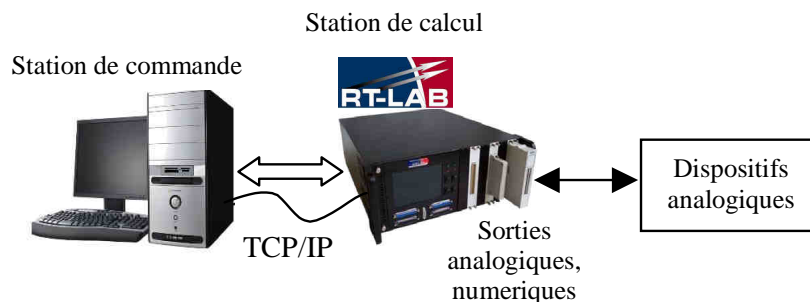 Station de calcul
Station de commande
RT-LAB
TCP/IP
Sorties
analogiques,
numeriques
Dispositifs
analogiques